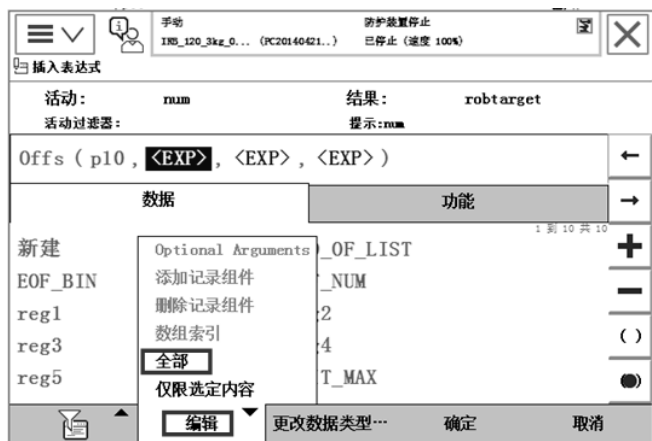 手动
防护装置停止
IRB_120_3kg_0... (PC20140421..)
已停止 (速度 100%)
插入表达式
活动: num
结果: robtarget
活动过滤器:
提示:num
Offs ( p10 , <EXP> , <EXP> , <EXP> )
数据
功能
1 到 10 共 10
新建
_OF_LIST
EOF_BIN
_NUM
reg1
2
reg3
4
reg5
T_MAX
Optional Arguments
添加记录组件
删除记录组件
数组索引
全部
仅限选定内容
编辑
更改数据类型…
确定
取消